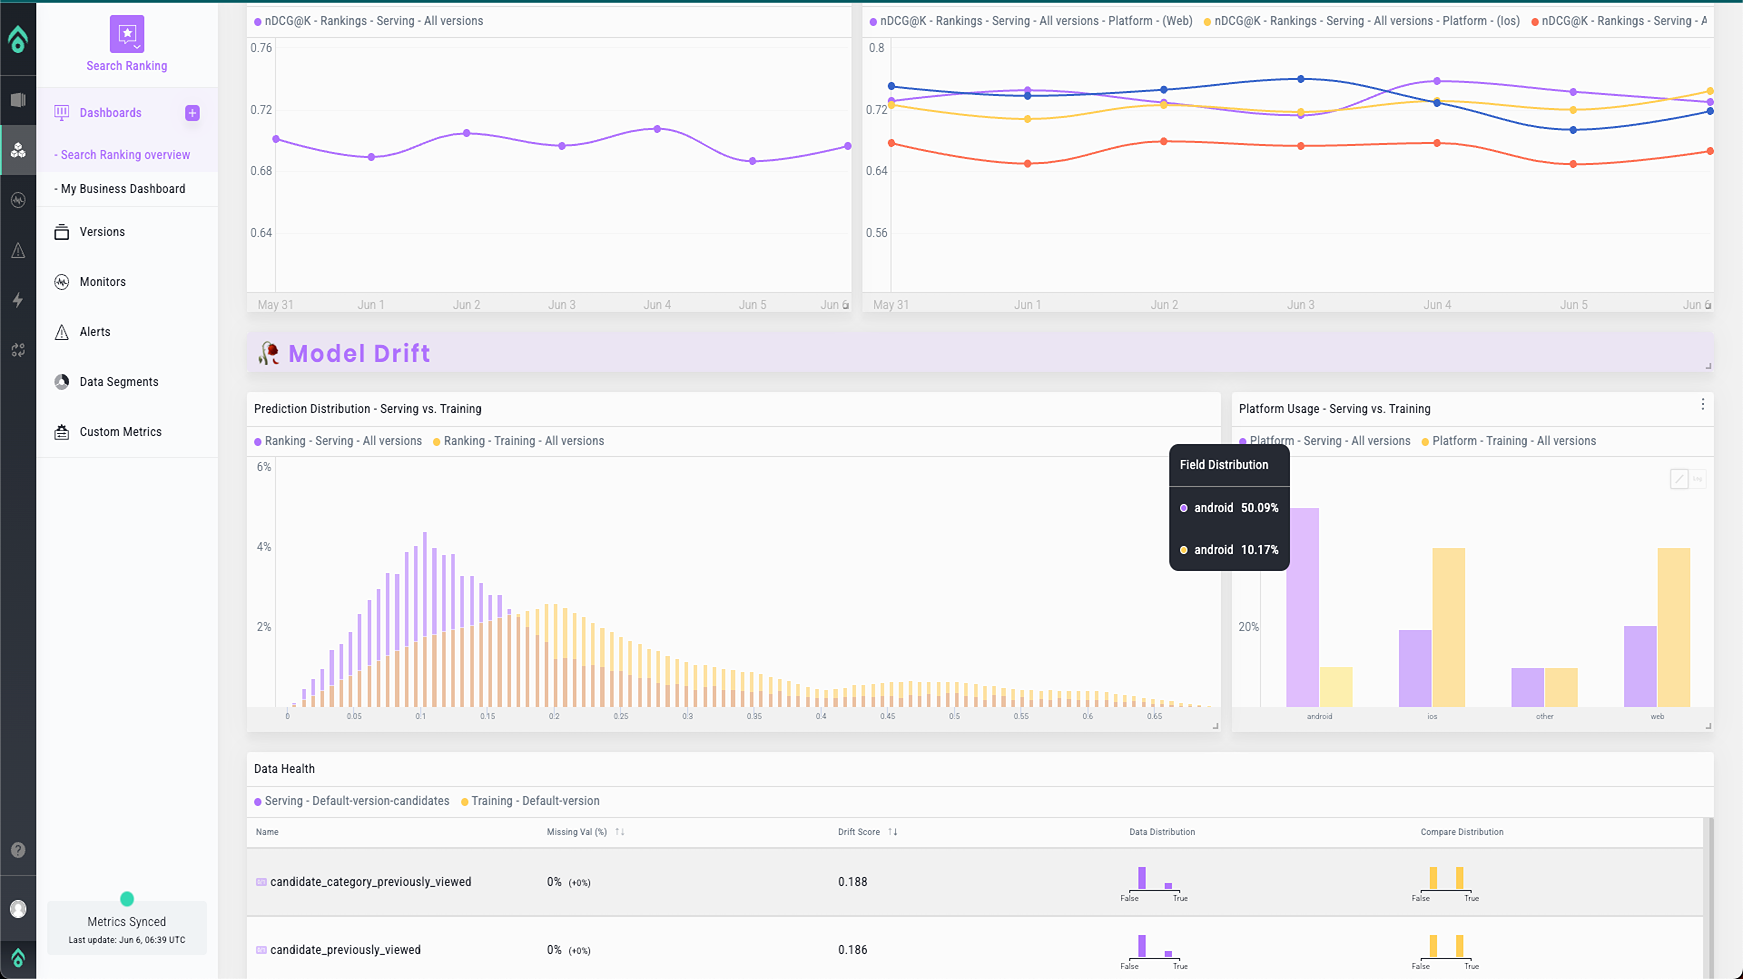 Search Ranking
Dashboards
- Search Ranking overview
- My Business Dashboard
Versions
Monitors
Alerts
Data Segments
Custom Metrics
Metrics Synced
Last update: Jun 6, 06:39 UTC
nDCG@K - Rankings - Serving - All versions
0.76
0.72
0.68
0.64
May 31 Jun 1 Jun 2 Jun 3 Jun 4 Jun 5 Jun 6
nDCG@K - Rankings - Serving - All versions - Platform - (Web) nDCG@K - Rankings - Serving - All versions - Platform - (Ios) nDCG@K - Rankings - Serving - A
0.8
0.72
0.64
0.56
May 31 Jun 1 Jun 2 Jun 3 Jun 4 Jun 5 Jun 6
Model Drift
Prediction Distribution - Serving vs. Training
Ranking - Serving - All versions Ranking - Training - All versions
6%
4%
2%
0 0.05 0.1 0.15 0.2 0.25 0.3 0.35 0.4 0.45 0.5 0.55 0.6 0.65
Platform Usage - Serving vs. Training
Platform - Serving - All versions Platform - Training - All versions
Field Distribution
android 50.09%
android 10.17%
20%
android ios other web
Data Health
Serving - Default-version-candidates Training - Default-version
Name Missing Val (%) Drift Score Data Distribution Compare Distribution
candidate_category_previously_viewed 0% (+0%) 0.188
False True False True
candidate_previously_viewed 0% (+0%) 0.186
False True False True